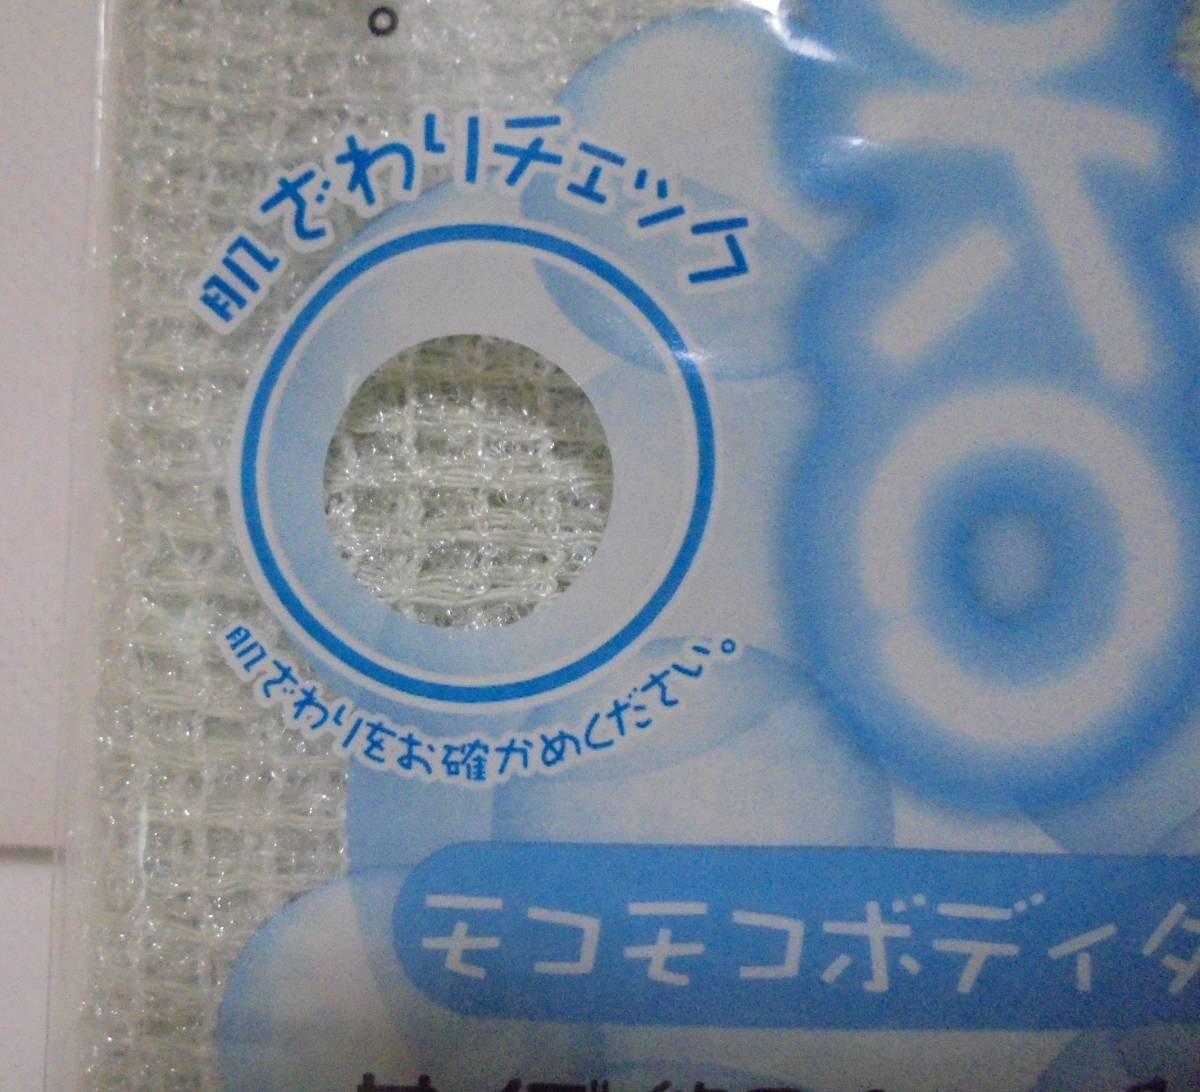 。
肌ざわりチェック
肌ざわりをお確かめください。
モコモコボディタ